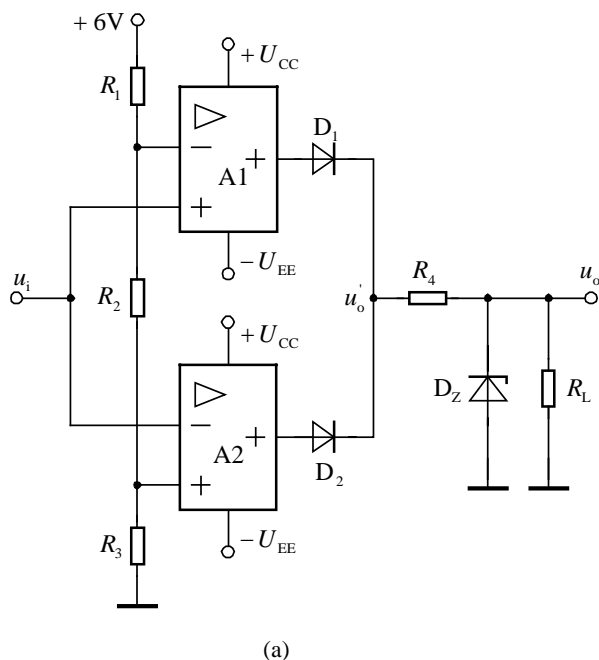 + 6V
+ U_CC
R_1
D_1
− +
A1
+
− U_EE
u_i
R_2
u_o'
R_4
u_o
+ U_CC
D_Z
R_L
−
A2 +
+
D_2
R_3
− U_EE
(a)